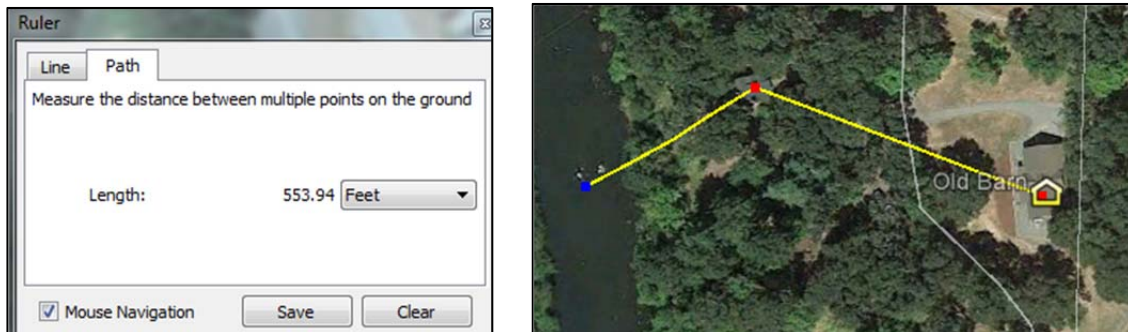 Ruler
Line Path
Measure the distance between multiple points on the ground
Length: 553.94 Feet
Mouse Navigation Save Clear
Old Barn